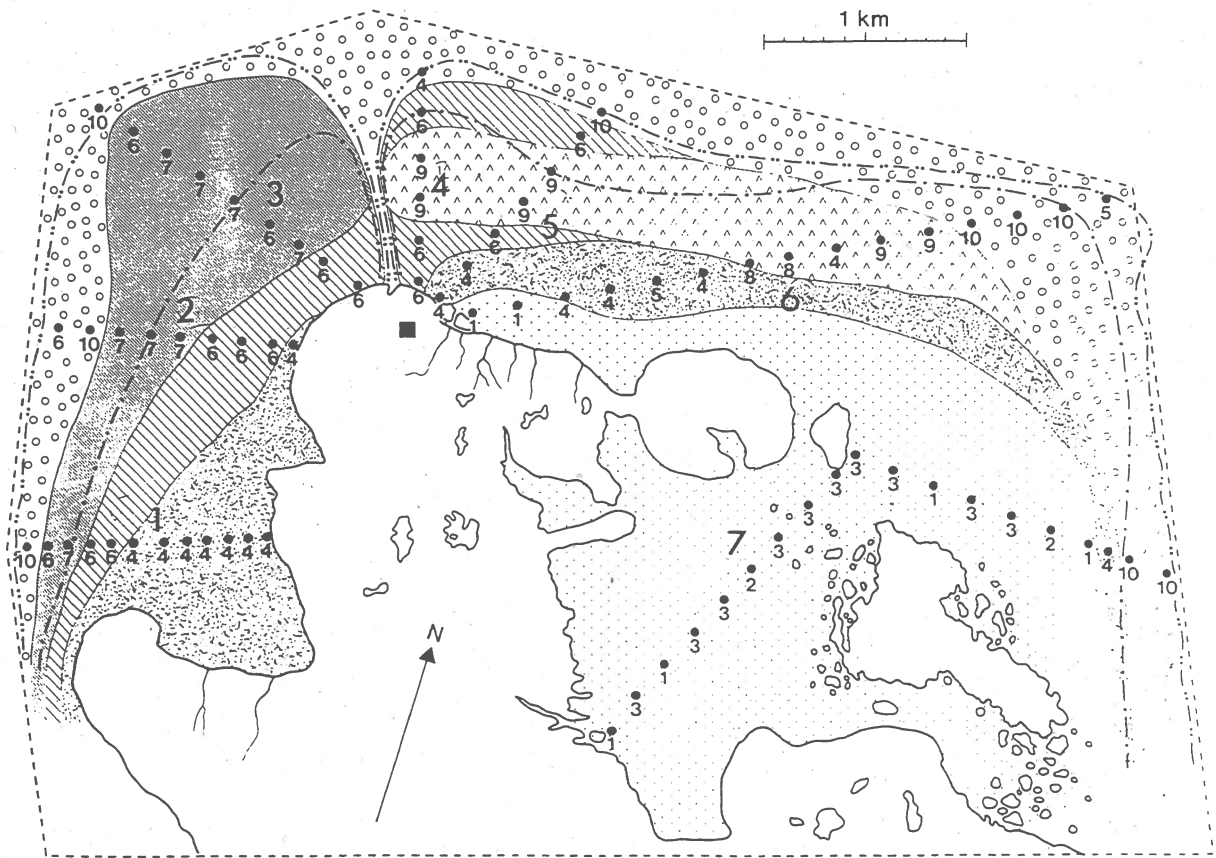 1 km
4
10 6 10
6 6
7 9 9
7 3 4
7 9 9 5
6 5 9 10 10 10
7 6 6 4 9
6 4 8 8
6 6 4 5 4
2 4 1 1 4 6
6 10 7 7 7 6 6 6 4
3
3 3 1
3 3
1 3 7 3 2
10 6 7 6 6 4 4 4 4 4 4 4 1 4 10 10
2
3
N 3
1
3
1